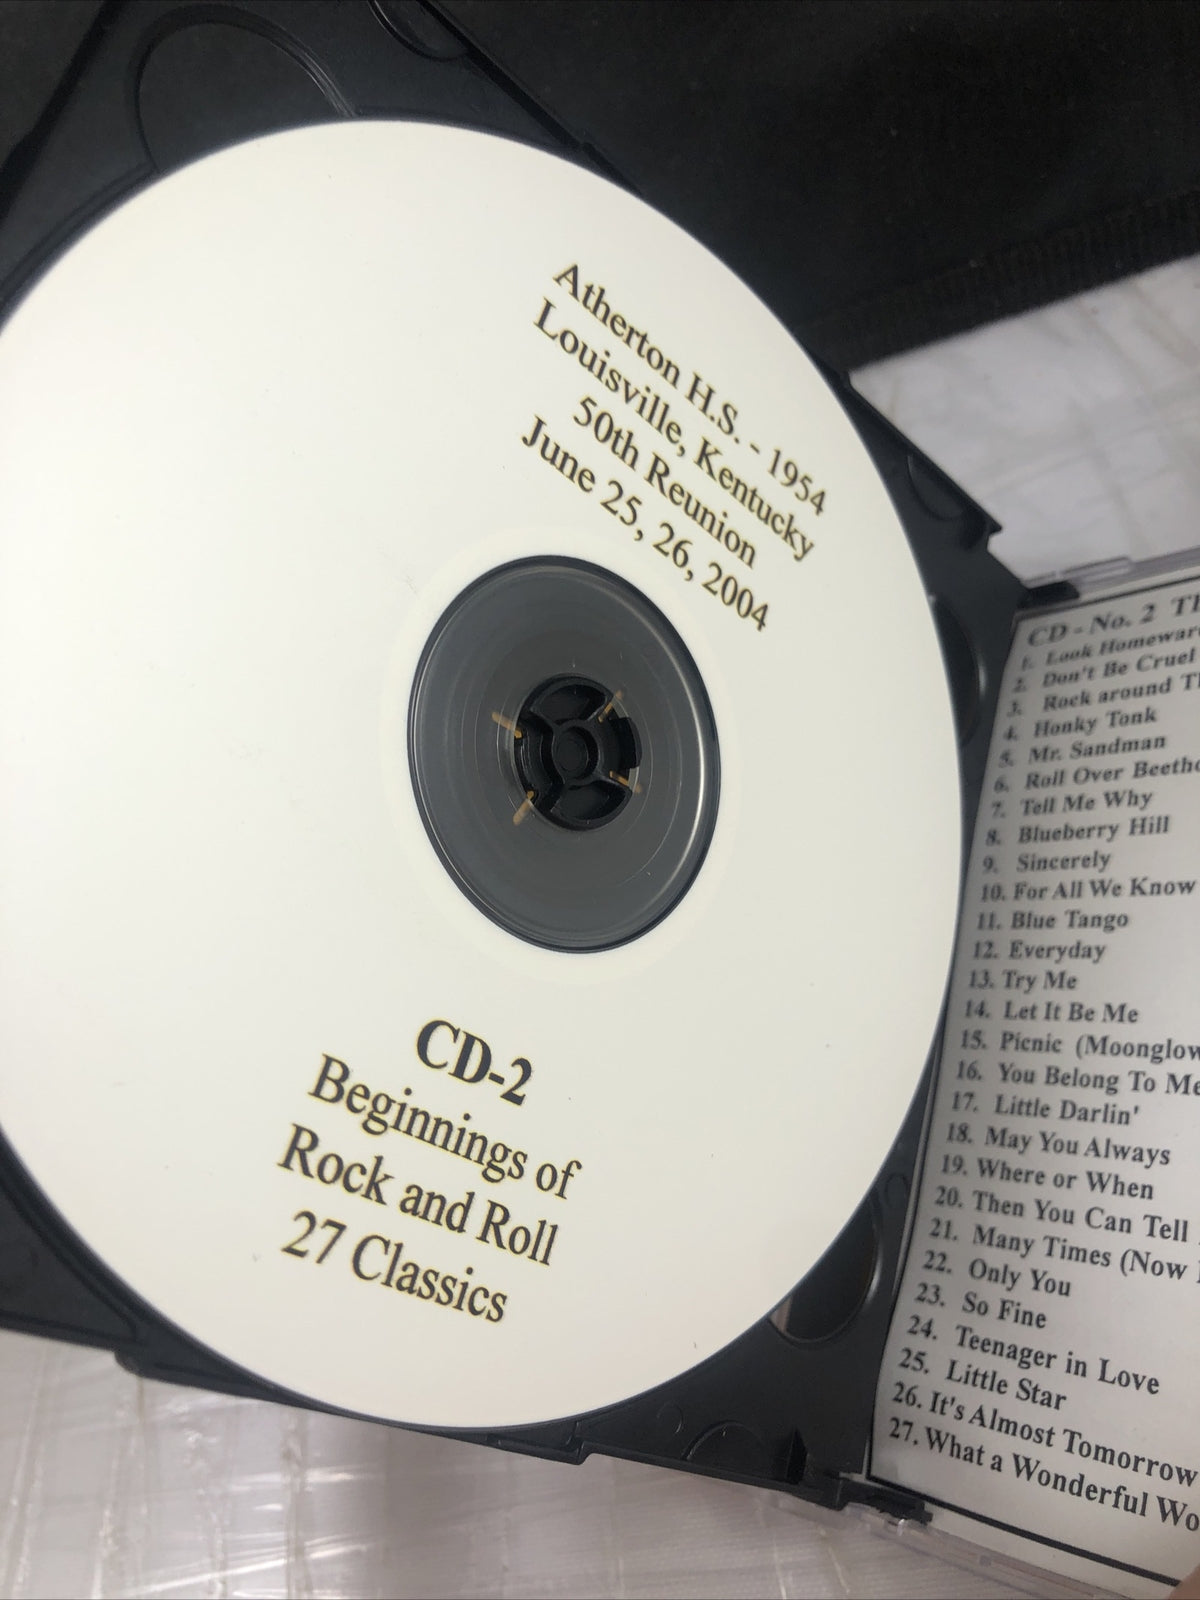 Atherton H.S. - 1954
Louisville, Kentucky
50th Reunion
June 25, 26, 2004
CD-2
Beginnings of
Rock and Roll
27 Classics
CD - No. 2
1. Look
2. Don't Be Cruel
3. Rock around
4. Honky Tonk
5. Mr. Sandman
6. Roll Over
7. Tell Me Why
8. Blueberry Hill
9. Sincerely
10. For All We Know
11. Blue Tango
12. Everyday
13. Try Me
14. Let It Be Me
15. Picnic (Moonglow
16. You Belong To Me
17. Little Darlin'
18. May You Always
19. Where or When
20. Then You Can Tell
21. Many Times (Now
22. Only You
23. So Fine
24. Teenager in Love
25. Little Star
26. It's Almost Tomorrow
27. What a Wonderful Wo